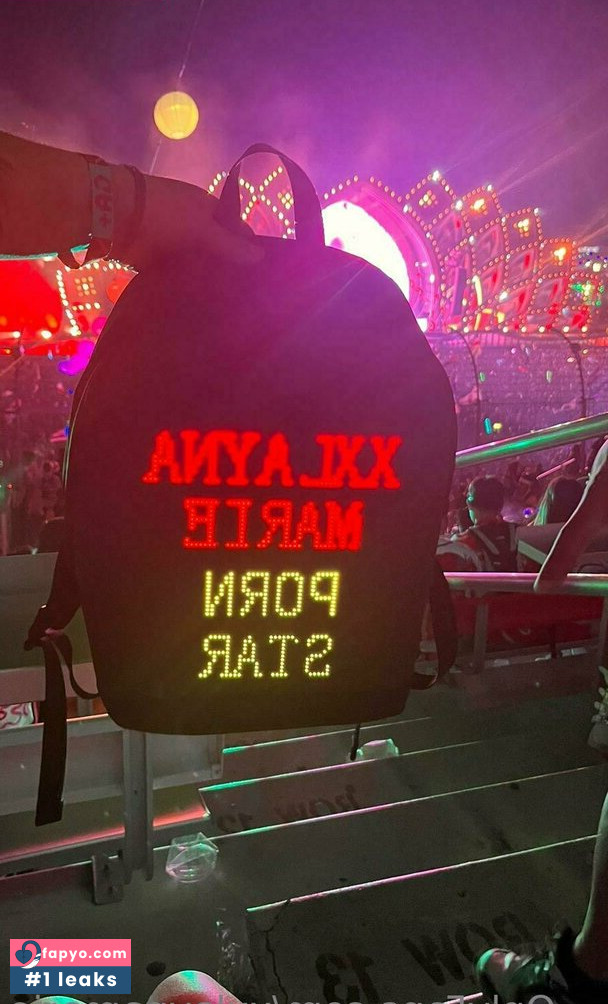 XXLAYNA
MARIE
PORN
STAR
ROW 13
fapyo.com
#1 leaks